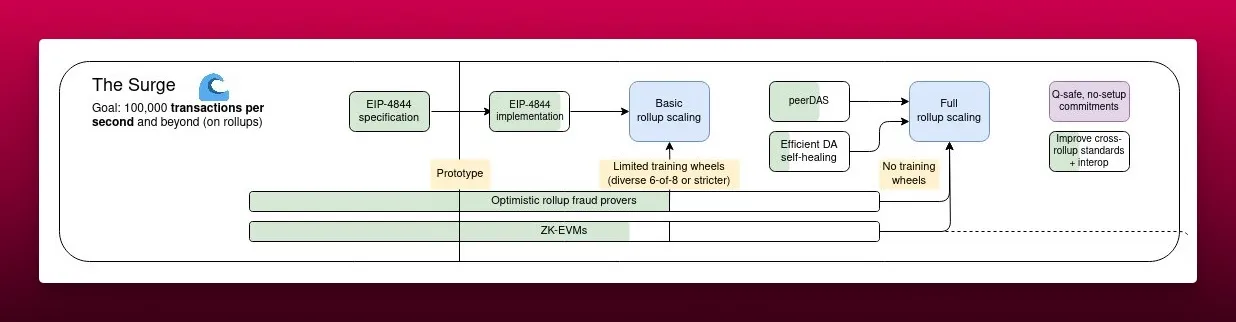 The Surge
Goal: 100,000 transactions per
second and beyond (on rollups)
EIP-4844
specification
EIP-4844
implementation
Basic
rollup scaling
peerDAS
Efficient DA
self-healing
Full
rollup scaling
Q-safe, no-setup
commitments
Improve cross-
rollup standards
+ interop
Prototype
Limited training wheels
(diverse 6-of-8 or stricter)
No training
wheels
Optimistic rollup fraud provers
ZK-EVMs